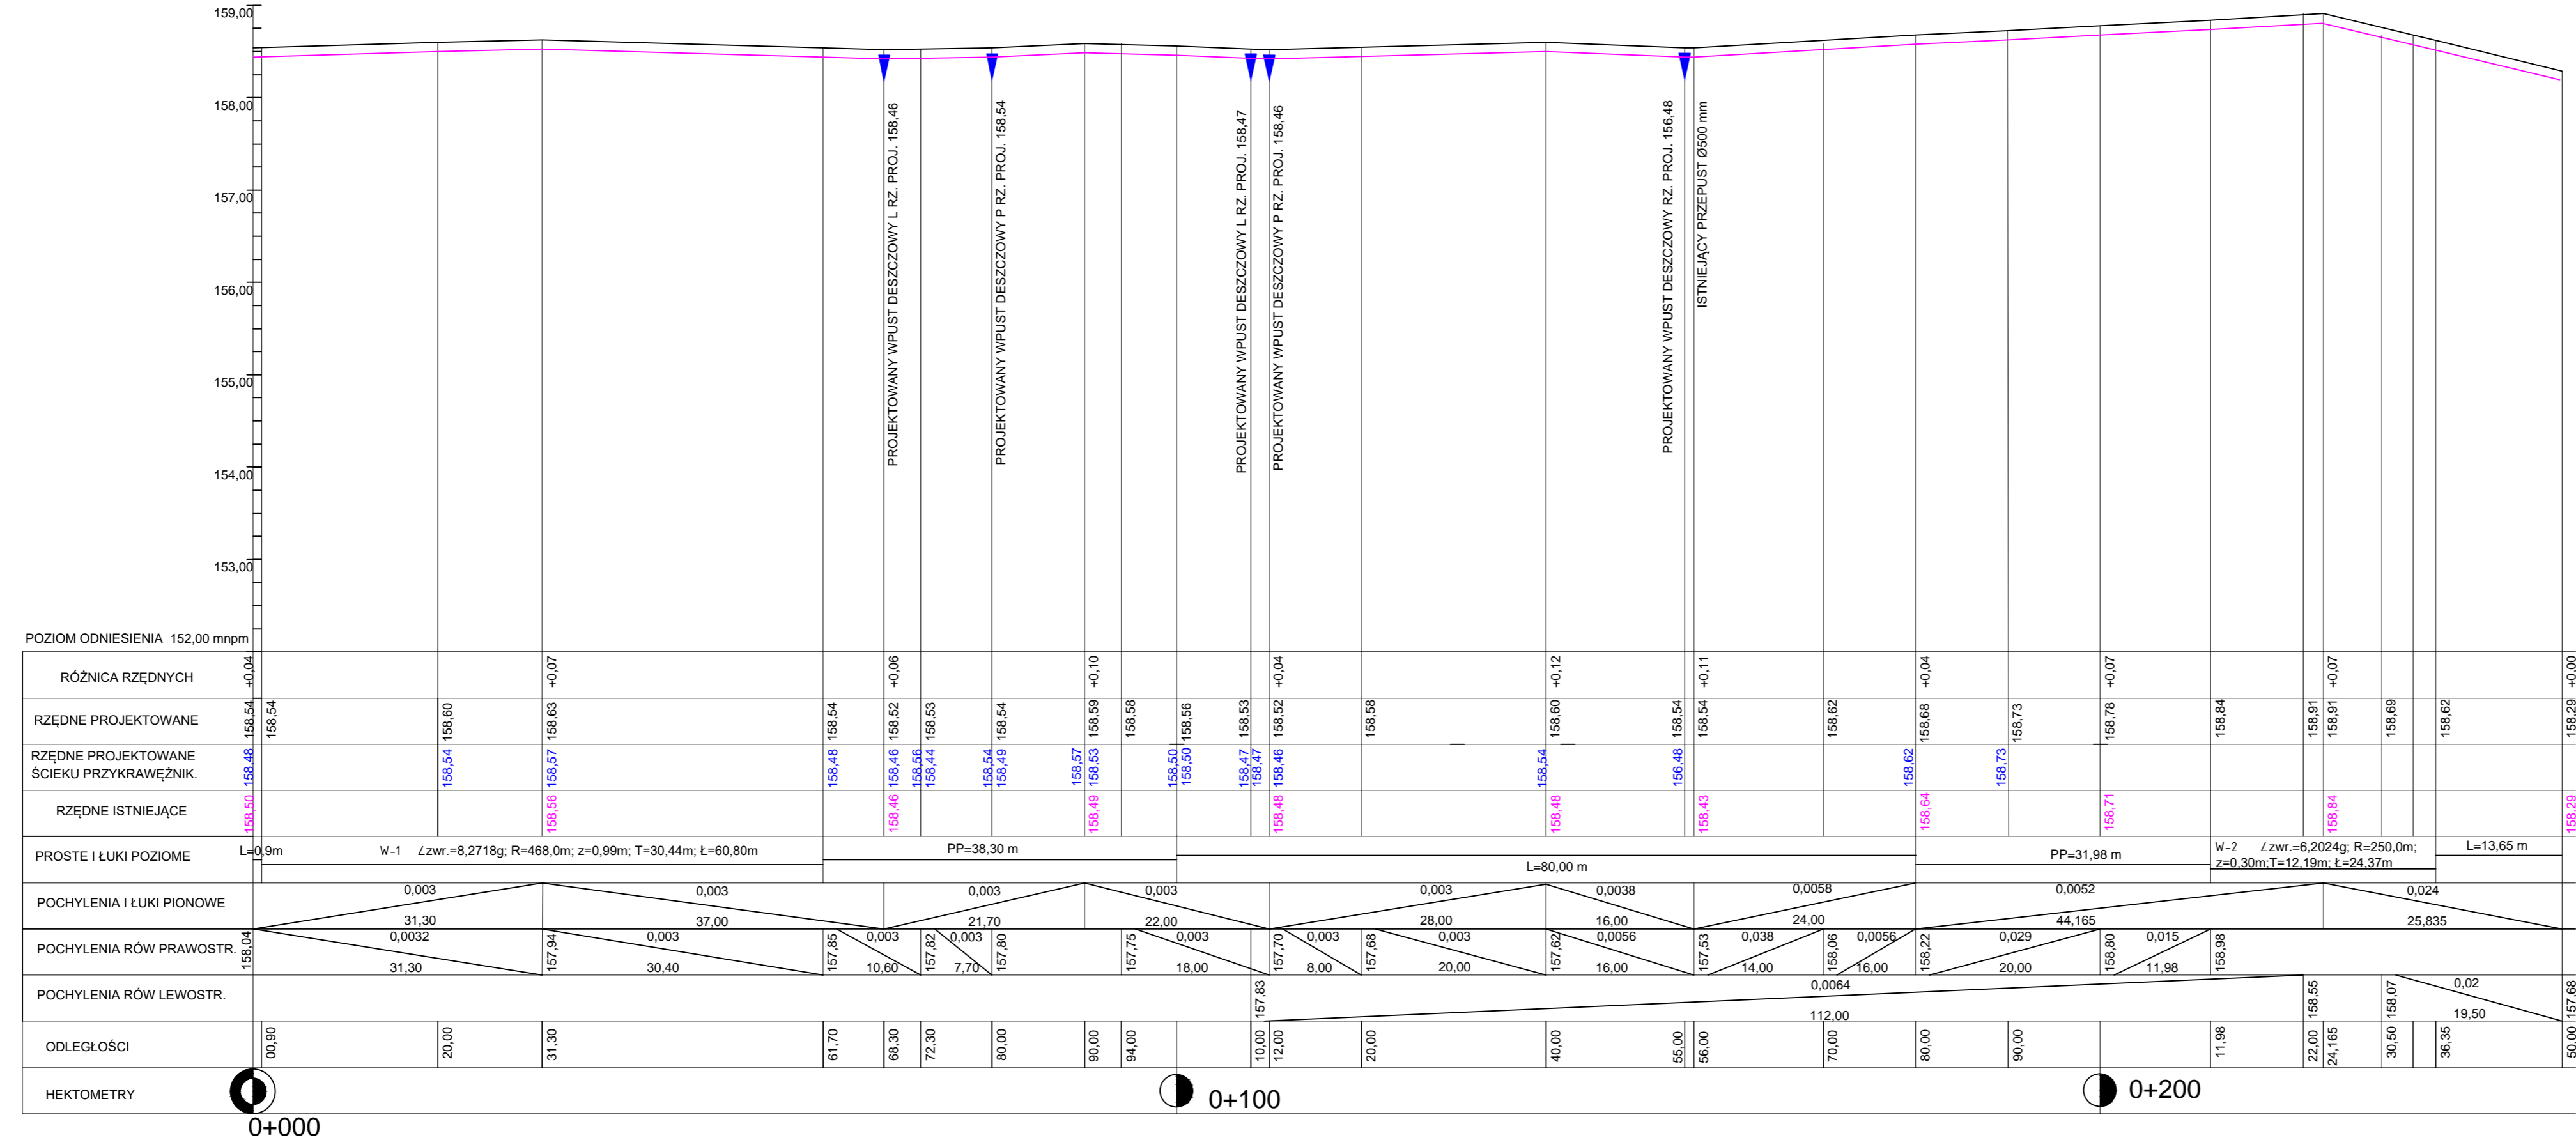 159,00
158,00
157,00
156,00
155,00
154,00
153,00
PROJEKTOWANY WPUST DESZCZOWY L RZ. PROJ. 158,46
PROJEKTOWANY WPUST DESZCZOWY P RZ. PROJ. 158,54
PROJEKTOWANY WPUST DESZCZOWY L RZ. PROJ. 158,47
PROJEKTOWANY WPUST DESZCZOWY P RZ. PROJ. 158,46
PROJEKTOWANY WPUST DESZCZOWY RZ. PROJ. 156,48
ISTNIEJĄCY PRZEPUST Ø500 mm
POZIOM ODNIESIENIA 152,00 mnpm
RÓŻNICA RZĘDNYCH +0,04 +0,07 +0,06 +0,10 +0,04 +0,12 +0,11 +0,04 +0,07 +0,07 +0,00
RZĘDNE PROJEKTOWANE 158,54 158,54 158,60 158,63 158,54 158,52 158,53 158,54 158,59 158,58 158,56 158,53 158,52 158,58 158,60 158,54 158,54 158,62 158,68 158,73 158,78 158,84 158,91 158,91 158,69 158,62 158,29
RZĘDNE PROJEKTOWANE
ŚCIEKU PRZYKRAWĘŻNIK.
158,48 158,54 158,57 158,48 158,46 158,56 158,44 158,54 158,49 158,57 158,53 158,50 158,50 158,47 158,47 158,46 158,54 156,48 158,62 158,73
RZĘDNE ISTNIEJĄCE 158,50 158,56 158,46 158,49 158,48 158,48 158,43 158,64 158,71 158,84 158,29
PROSTE I ŁUKI POZIOME L=0,9m W-1 ∠zwr.=8,2718g; R=468,0m; z=0,99m; T=30,44m; Ł=60,80m PP=38,30 m L=80,00 m PP=31,98 m
W-2 ∠zwr.=6,2024g; R=250,0m;
z=0,30m;T=12,19m; Ł=24,37m
L=13,65 m
POCHYLENIA I ŁUKI PIONOWE
0,003 0,003 0,003 0,003 0,003 0,0038 0,0058 0,0052 0,024
31,30 37,00 21,70 22,00 28,00 16,00 24,00 44,165 25,835
POCHYLENIA RÓW PRAWOSTR.
0,0032 0,003 0,003 0,003 0,003 0,003 0,003 0,0056 0,038 0,0056 0,029 0,015
158,04 157,94 157,85 157,82 157,80 157,75 157,70 157,68 157,62 157,53 158,06 158,22 158,80 158,98
31,30 30,40 10,60 7,70 18,00 8,00 20,00 16,00 14,00 16,00 20,00 11,98
POCHYLENIA RÓW LEWOSTR.
157,83 0,0064 158,55 158,07 0,02 157,68
112,00 19,50
ODLEGŁOŚCI 00,90 20,00 31,30 61,70 68,30 72,30 80,00 90,00 94,00 10,00 12,00 20,00 40,00 55,00 56,00 70,00 80,00 90,00 11,98 22,00 24,165 30,50 36,35 50,00
HEKTOMETRY
0+000
0+100
0+200